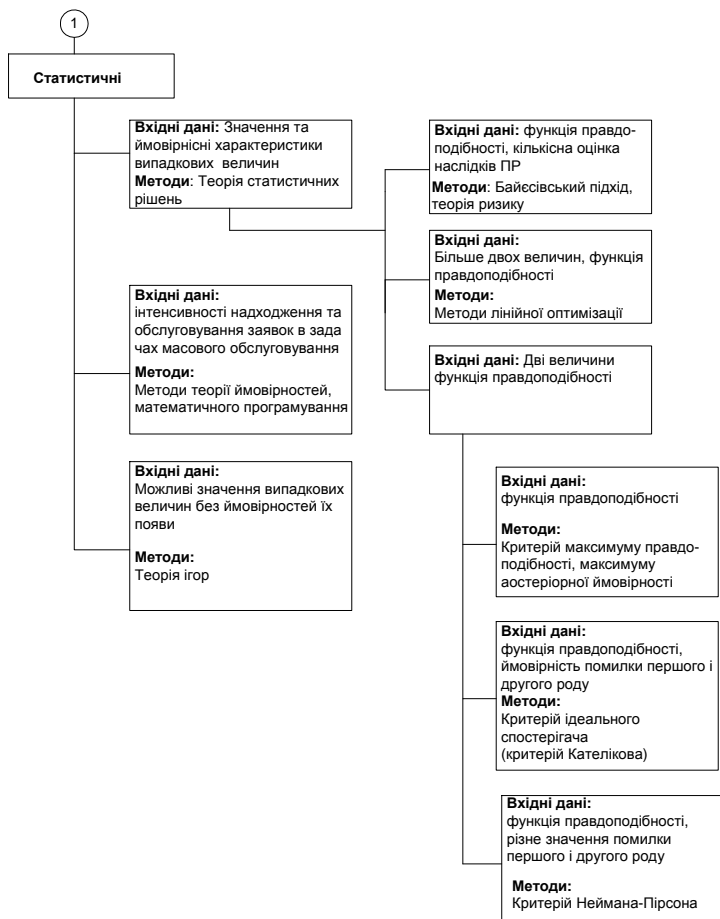 1
Статистичні
Вхідні дані: Значення та
ймовірнісні характеристики
випадкових величин
Методи: Теорія статистичних
рішень
Вхідні дані:
інтенсивності надходження та
обслуговування заявок в зада
чах масового обслуговування
Методи:
Методи теорії ймовірностей,
математичного програмування
Вхідні дані:
Можливі значення випадкових
величин без ймовірностей їх
появи
Методи:
Теорія ігор
Вхідні дані: функція правдо-
подібності, кількісна оцінка
наслідків ПР
Методи: Байєсівський підхід,
теорія ризику
Вхідні дані:
Більше двох величин, функція
правдоподібності
Методи:
Методи лінійної оптимізації
Вхідні дані: Дві величини
функція правдоподібності
Вхідні дані:
функція правдоподібності
Методи:
Критерій максимуму правдо-
подібності, максимуму
аостеріорної ймовірності
Вхідні дані:
функція правдоподібності,
ймовірність помилки першого і
другого роду
Методи:
Критерій ідеального
спостерігача
(критерій Кателікова)
Вхідні дані:
функція правдоподібності,
різне значення помилки
першого і другого роду
Методи:
Критерій Неймана-Пірсона